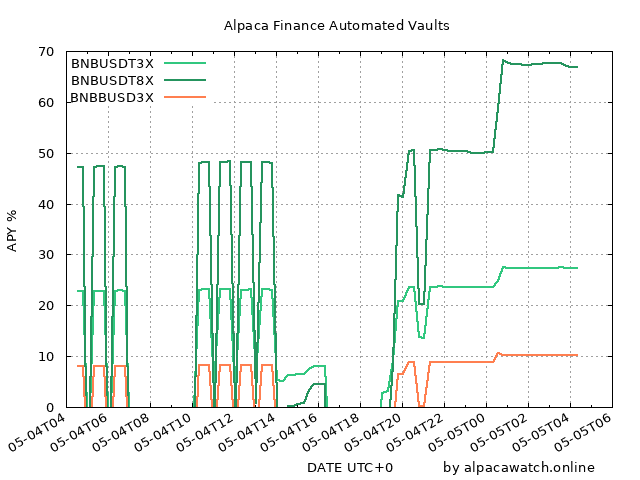 Alpaca Finance Automated Vaults
APY %
70
60
50
40
30
20
10
0
BNBUSDT3X
BNBUSDT8X
BNBBUSD3X
05-04T04
05-04T06
05-04T08
05-04T10
05-04T12
05-04T14
05-04T16
05-04T18
05-04T20
05-04T22
05-05T00
05-05T02
05-05T04
05-05T06
DATE UTC+0
by alpacawatch.online